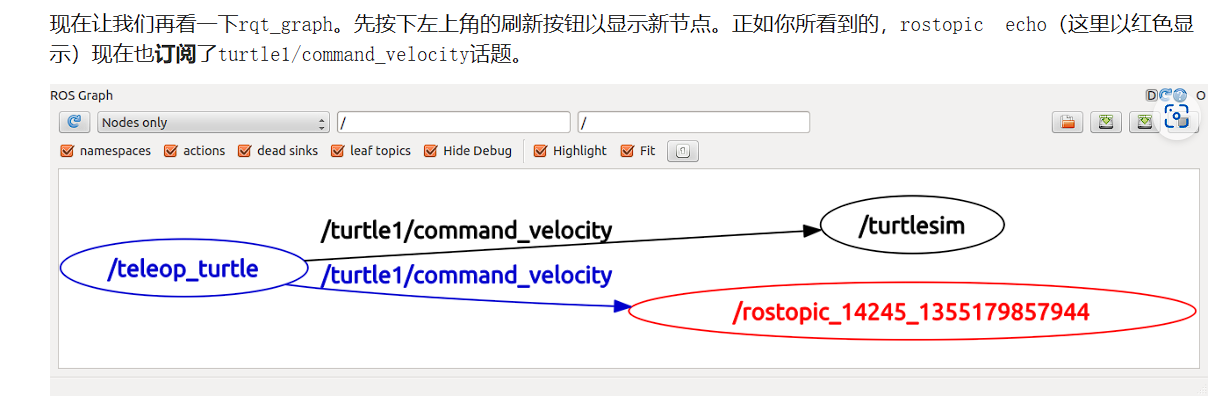 现在让我们再看一下rqt_graph。先按下左上角的刷新按钮以显示新节点。正如你所看到的，rostopic echo（这里以红色显
示）现在也订阅了turtle1/command_velocity话题。
ROS Graph
D ? O
Nodes only / /
namespaces actions dead sinks leaf topics Hide Debug Highlight Fit
/turtle1/command_velocity
/turtlesim
/teleop_turtle
/turtle1/command_velocity
/rostopic_14245_1355179857944